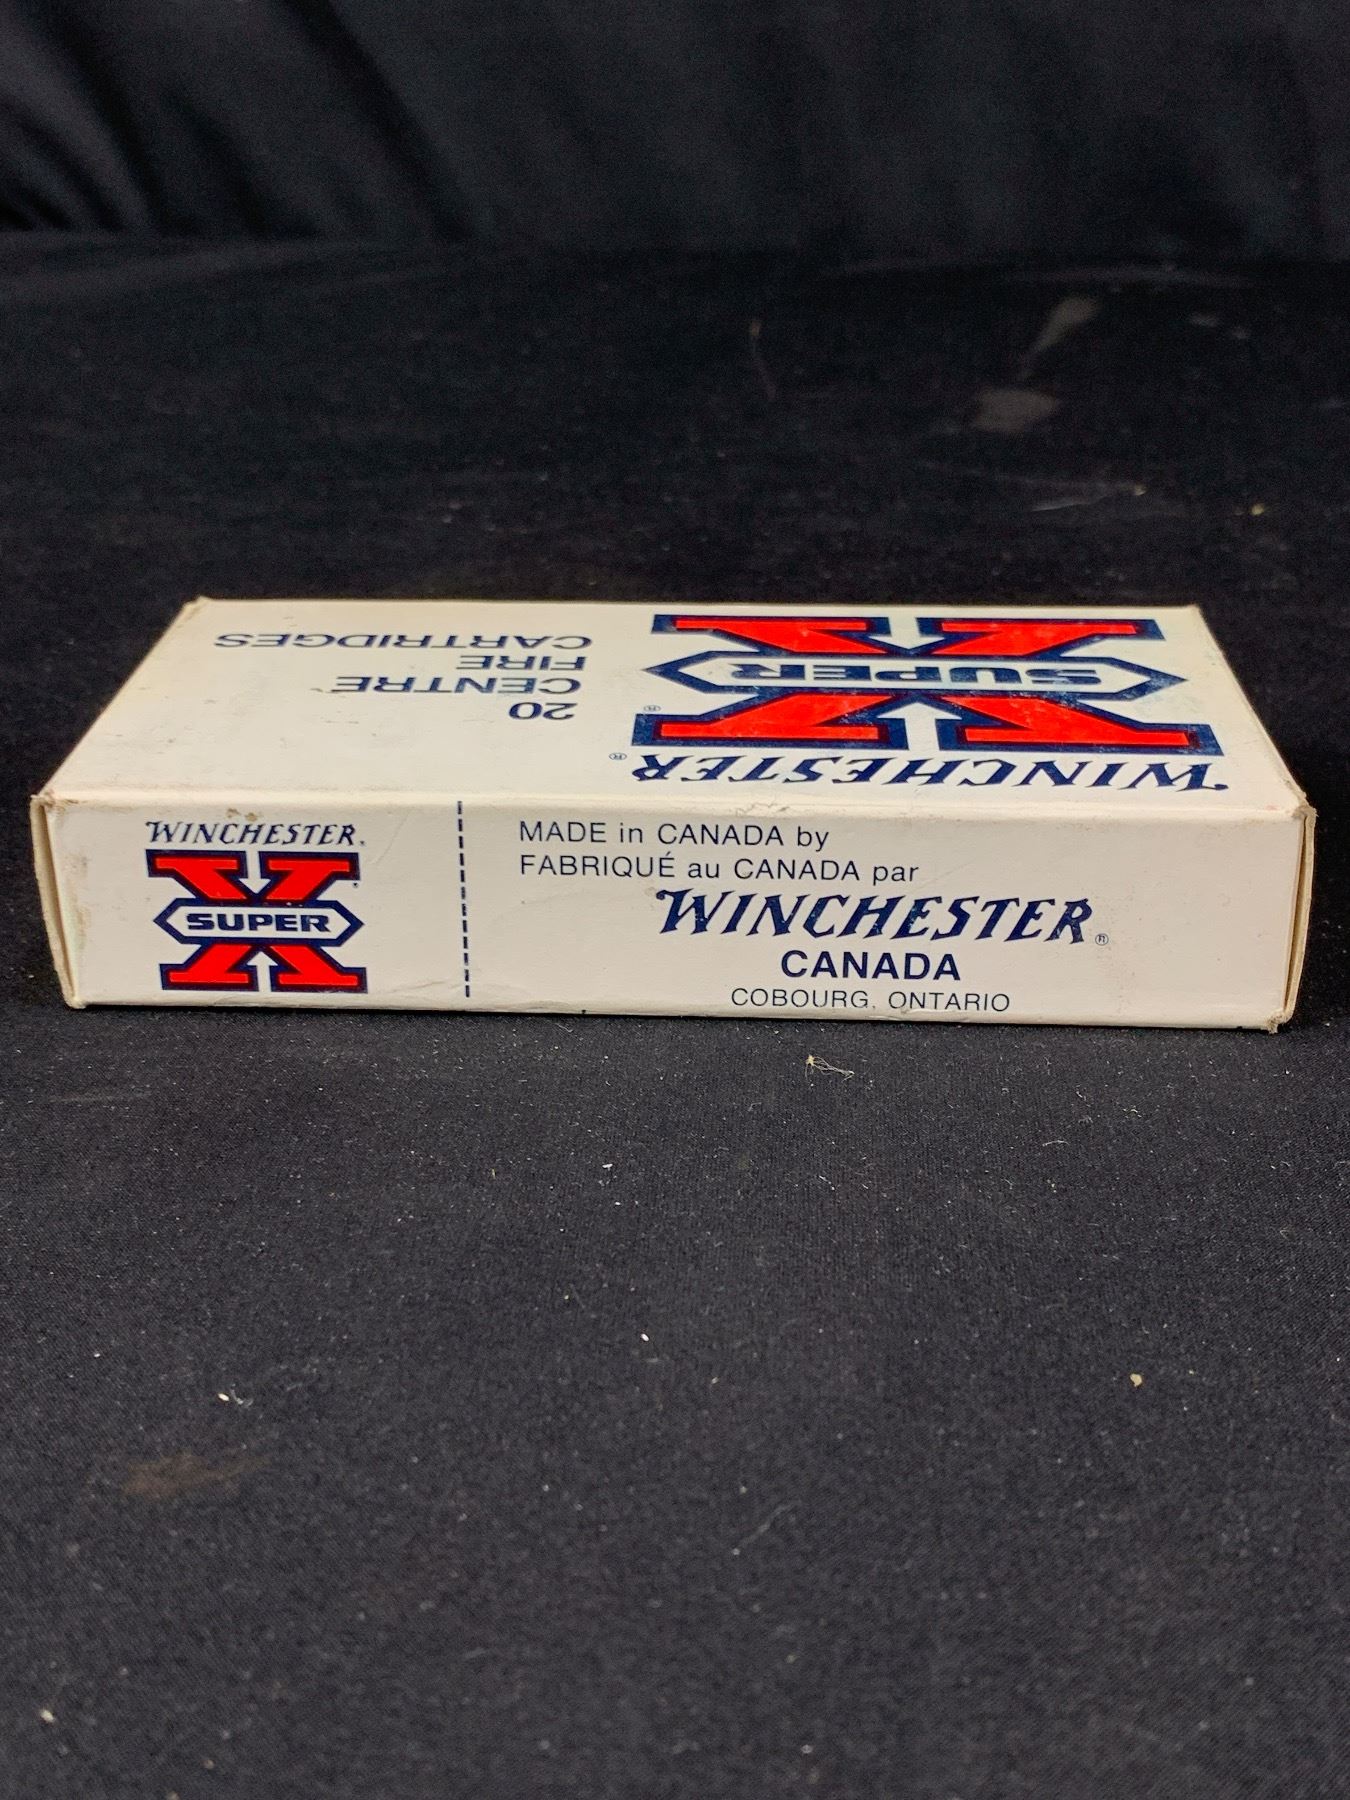 WINCHESTER®
X
SUPER
®
20
CENTRE
FIRE
CARTRIDGES
WINCHESTER®
X
SUPER
MADE in CANADA by
FABRIQUÉ au CANADA par
WINCHESTER®
CANADA
COBOURG, ONTARIO